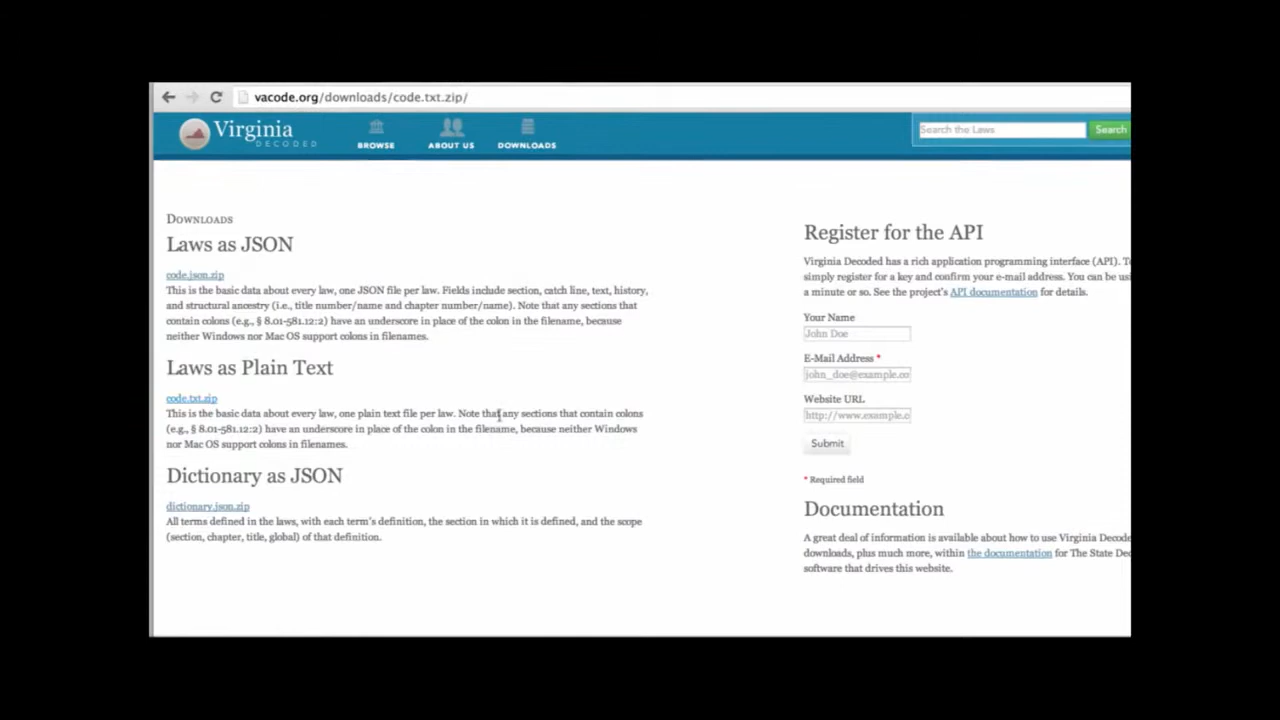 vacode.org/downloads/code.txt.zip/
Virginia
DECODED
BROWSE
ABOUT US
DOWNLOADS
Search the Laws
Search
DOWNLOADS
Laws as JSON
code.json.zip
This is the basic data about every law, one JSON file per law. Fields include section, catch line, text, history,
and structural ancestry (i.e., title number/name and chapter number/name). Note that any sections that
contain colons (e.g., § 8.01-581.12:2) have an underscore in place of the colon in the filename, because
neither Windows nor Mac OS support colons in filenames.
Laws as Plain Text
code.txt.zip
This is the basic data about every law, one plain text file per law. Note that any sections that contain colons
(e.g., § 8.01-581.12:2) have an underscore in place of the colon in the filename, because neither Windows
nor Mac OS support colons in filenames.
Dictionary as JSON
dictionary.json.zip
All terms defined in the laws, with each term's definition, the section in which it is defined, and the scope
(section, chapter, title, global) of that definition.
Register for the API
Virginia Decoded has a rich application programming interface (API). T
simply register for a key and confirm your e-mail address. You can be us
a minute or so. See the project's API documentation for details.
Your Name
John Doe
E-Mail Address *
john_doe@example.co
Website URL
http://www.example.c
Submit
* Required field
Documentation
A great deal of information is available about how to use Virginia Decode
downloads, plus much more, within the documentation for The State Dec
software that drives this website.